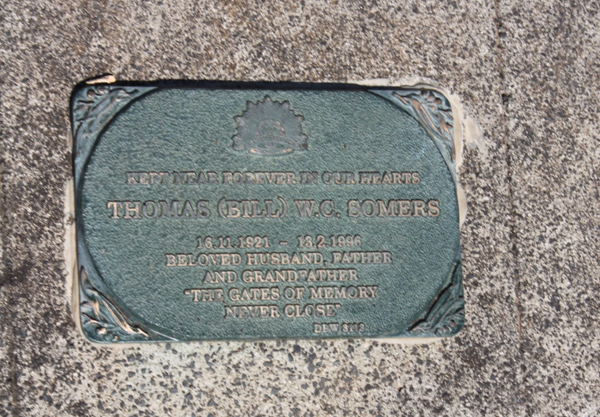 KEPT NEAR FOREVER IN OUR HEARTS
THOMAS (BILL) W.C. SOMERS
16.11.1921 - 13.2.1996
BELOVED HUSBAND, FATHER
AND GRANDFATHER
"THE GATES OF MEMORY
NEVER CLOSE"